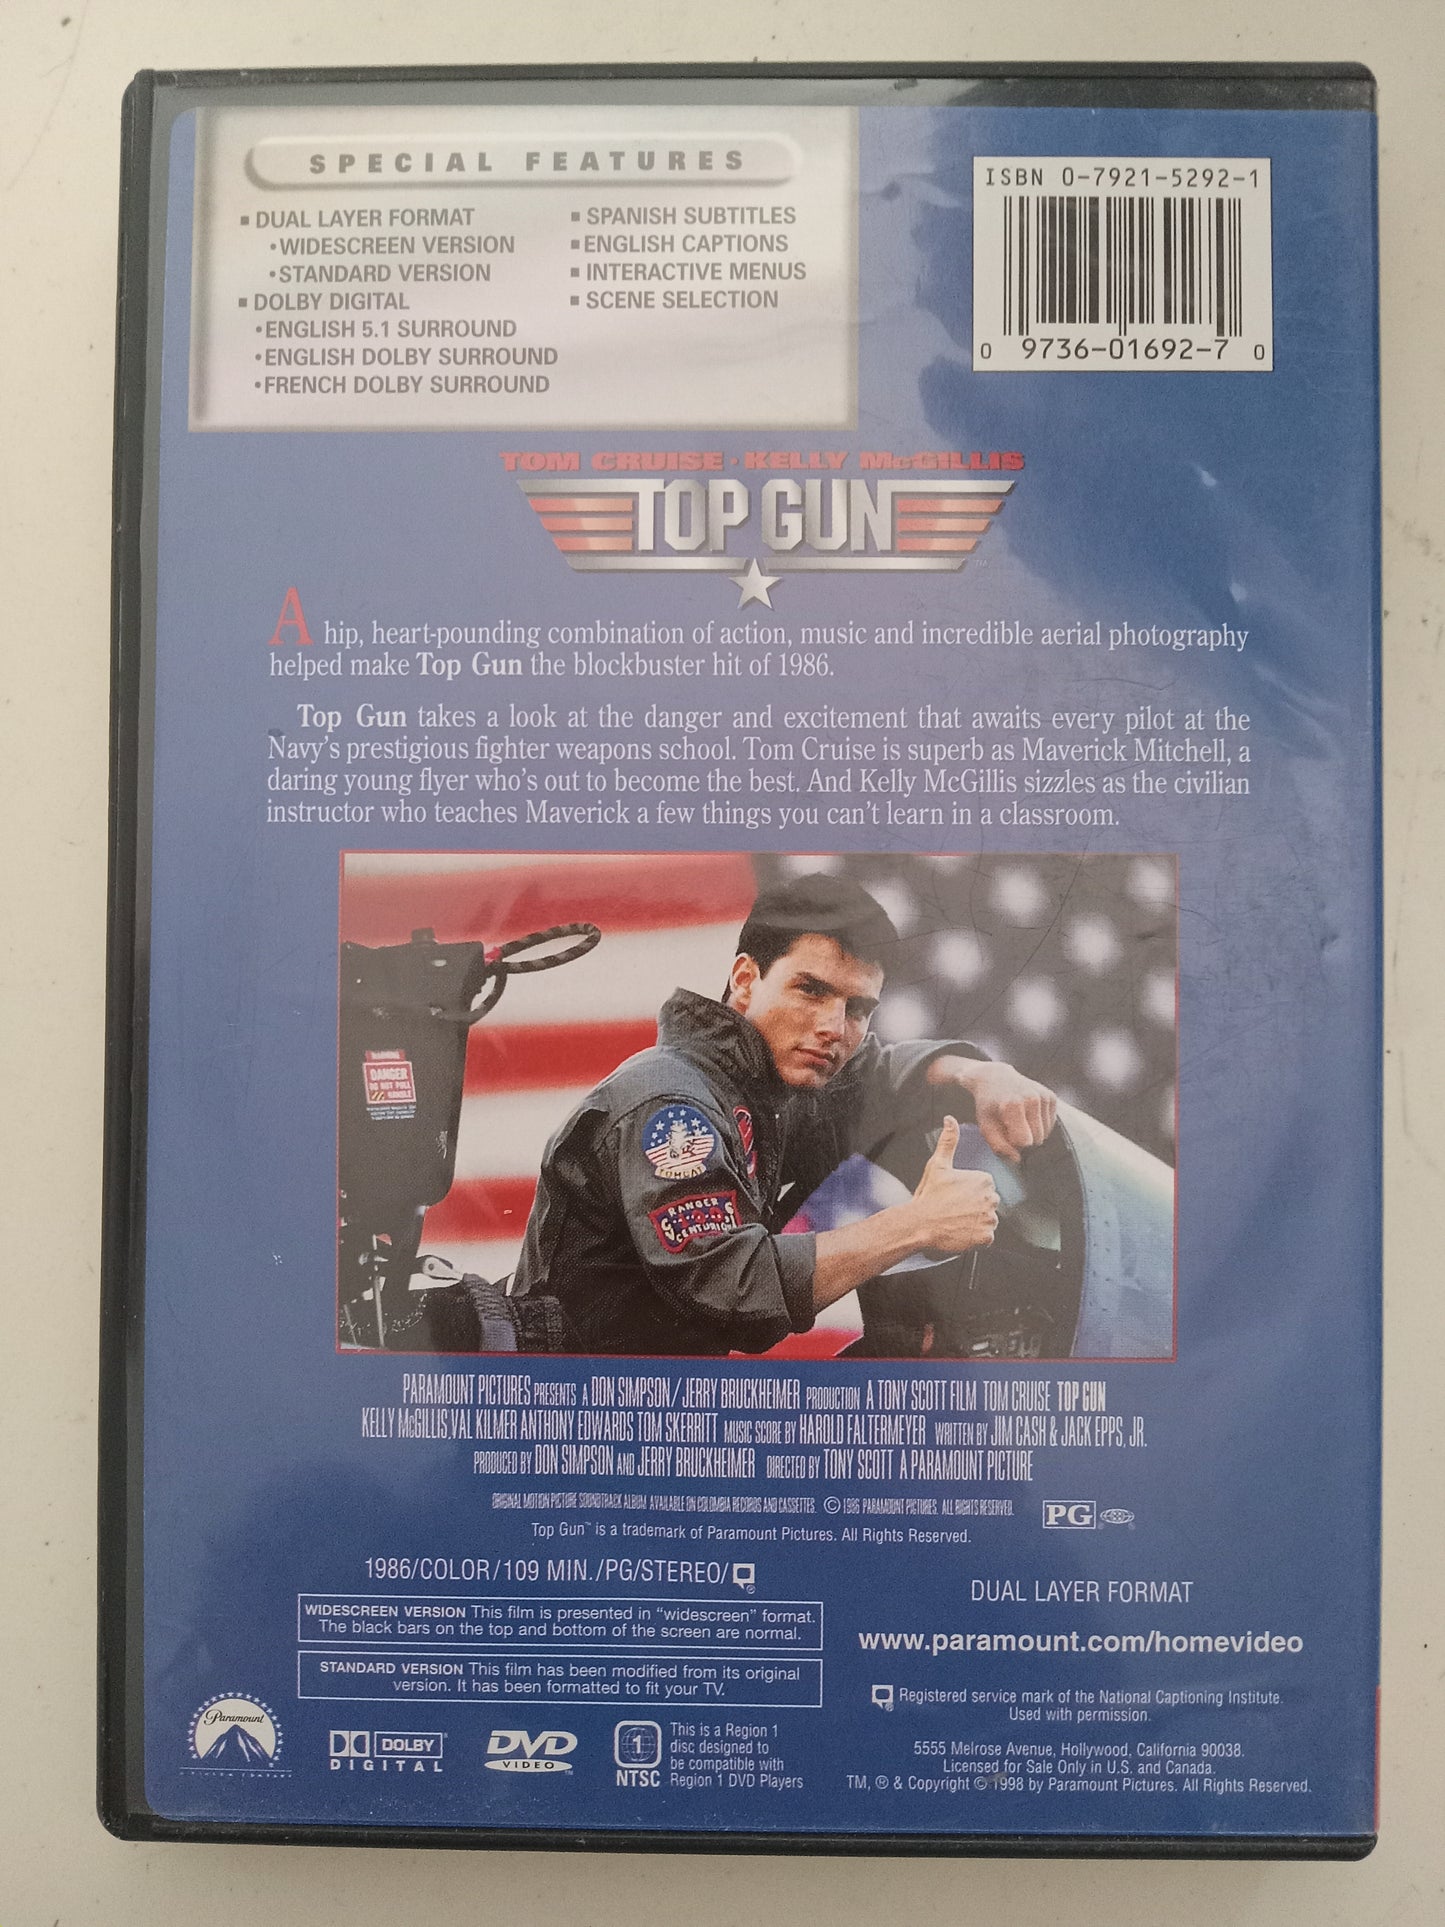 SPECIAL FEATURES
▪ DUAL LAYER FORMAT
• WIDESCREEN VERSION
• STANDARD VERSION
▪ DOLBY DIGITAL
• ENGLISH 5.1 SURROUND
• ENGLISH DOLBY SURROUND
• FRENCH DOLBY SURROUND
▪ SPANISH SUBTITLES
▪ ENGLISH CAPTIONS
▪ INTERACTIVE MENUS
▪ SCENE SELECTION
ISBN 0-7921-5292-1
0 9736-01692-7 0
TOM CRUISE · KELLY McGILLIS
TOP GUN
A hip, heart-pounding combination of action, music and incredible aerial photography
helped make Top Gun the blockbuster hit of 1986.
Top Gun takes a look at the danger and excitement that awaits every pilot at the
Navy's prestigious fighter weapons school. Tom Cruise is superb as Maverick Mitchell, a
daring young flyer who's out to become the best. And Kelly McGillis sizzles as the civilian
instructor who teaches Maverick a few things you can't learn in a classroom.
DANGER
DO NOT PULL
HANDLE
TOMCAT
RANGER
CENTURION
PARAMOUNT PICTURES PRESENTS A DON SIMPSON/JERRY BRUCKHEIMER PRODUCTION A TONY SCOTT FILM TOM CRUISE TOP GUN
KELLY McGILLIS, VAL KILMER ANTHONY EDWARDS TOM SKERRITT MUSIC SCORE BY HAROLD FALTERMEYER WRITTEN BY JIM CASH & JACK EPPS, JR.
PRODUCED BY DON SIMPSON AND JERRY BRUCKHEIMER DIRECTED BY TONY SCOTT A PARAMOUNT PICTURE
ORIGINAL MOTION PICTURE SOUNDTRACK ALBUM AVAILABLE ON COLUMBIA RECORDS AND CASSETTES. © 1986 PARAMOUNT PICTURES. ALL RIGHTS RESERVED.
PG
Top Gun™ is a trademark of Paramount Pictures. All Rights Reserved.
1986/COLOR/109 MIN./PG/STEREO/
DUAL LAYER FORMAT
WIDESCREEN VERSION This film is presented in "widescreen" format.
The black bars on the top and bottom of the screen are normal.
STANDARD VERSION This film has been modified from its original
version. It has been formatted to fit your TV.
www.paramount.com/homevideo
Registered service mark of the National Captioning Institute.
Used with permission.
Paramount
DOLBY
DIGITAL
DVD
VIDEO
1
NTSC
This is a Region 1
disc designed to
be compatible with
Region 1 DVD Players
5555 Melrose Avenue, Hollywood, California 90038.
Licensed for Sale Only in U.S. and Canada.
TM, ® & Copyright © 1998 by Paramount Pictures. All Rights Reserved.